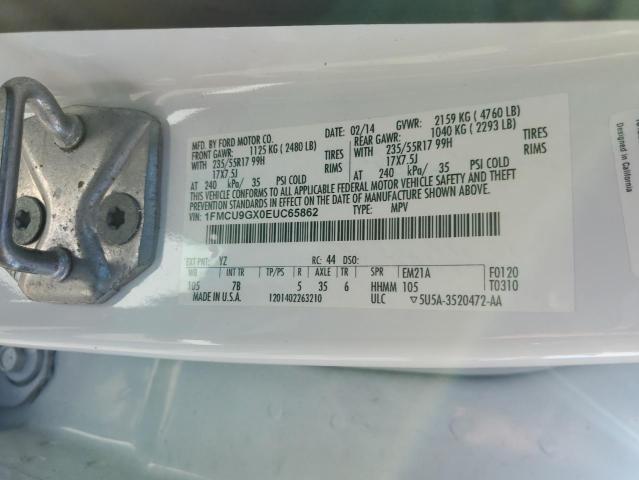 MFD. BY FORD MOTOR CO.
02/14 GVWR: 2159 KG ( 4760 LB)
FRONT GAWR: 1125 KG ( 2480 LB) REAR GAWR: 1040 KG ( 2293 LB)
WITH 235/55R17 99H TIRES WITH 235/55R17 99H TIRES
17X7.5J RIMS 17X7.5J RIMS
AT 240 kPa/ 35 PSI COLD AT 240 kPa/ 35 PSI COLD
THIS VEHICLE CONFORMS TO ALL APPLICABLE FEDERAL MOTOR VEHICLE SAFETY AND THEFT
PREVENTION STANDARDS IN EFFECT ON THE DATE OF MANUFACTURE SHOWN ABOVE.
VIN: 1FMCU9GX0EUC65862 TYPE: MPV
EXT PNT: YZ RC: 44 DSO:
WB INT TR TP/PS R AXLE TR SPR EM21A F0120
105 7B 5 35 6 HHMM 105 T0310
MADE IN U.S.A. 1201402263210 ULC ▽5U5A-3520472-AA
Designed in California